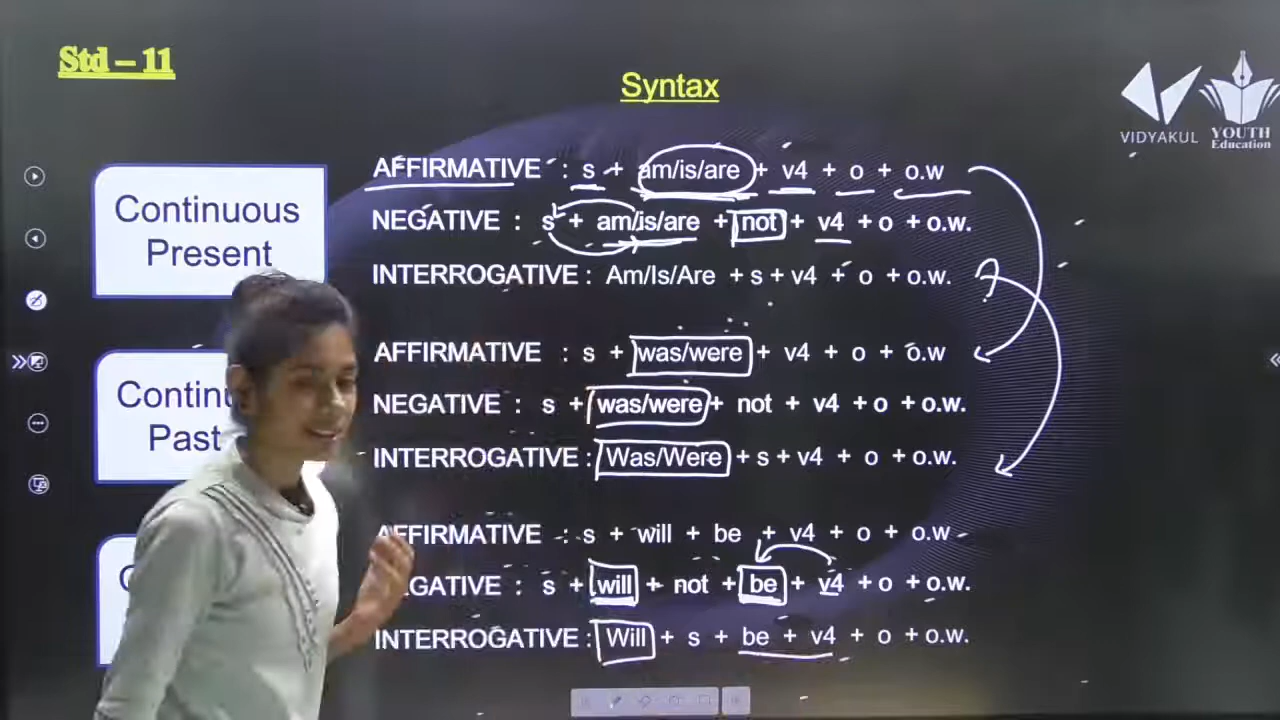 Std – 11
Syntax
VIDYAKUL
YOUTH
Education
Continuous
Present
AFFIRMATIVE : s + am/is/are + v4 + o + o.w
NEGATIVE : s + am/is/are + not + v4 + o + o.w.
INTERROGATIVE : Am/Is/Are + s + v4 + o + o.w. ?
Past
AFFIRMATIVE : s + was/were + v4 + o + o.w
NEGATIVE : s + was/were + not + v4 + o + o.w.
INTERROGATIVE : Was/Were + s + v4 + o + o.w.
AFFIRMATIVE : s + will + be + v4 + o + o.w
s + will + not + be + v4 + o + o.w.
INTERROGATIVE : Will + s + be + v4 + o + o.w.